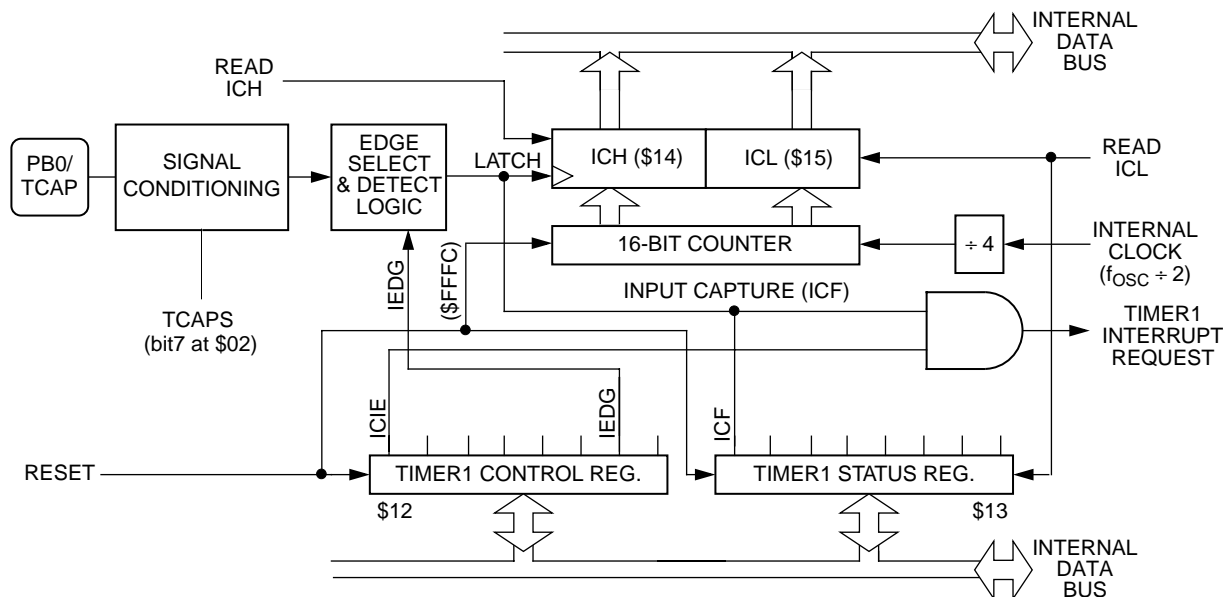 INTERNAL
DATA
BUS
READ
ICH
EDGE
SELECT
& DETECT
LOGIC
PB0/
TCAP
SIGNAL
CONDITIONING
LATCH
ICH ($14)
ICL ($15)
READ
ICL
16-BIT COUNTER
÷ 4
INTERNAL
CLOCK
(fOSC ÷ 2)
IEDG
($FFFC)
INPUT CAPTURE (ICF)
TCAPS
(bit7 at $02)
TIMER1
INTERRUPT
REQUEST
ICIE
IEDG
ICF
RESET
TIMER1 CONTROL REG.
TIMER1 STATUS REG.
$12
$13
INTERNAL
DATA
BUS